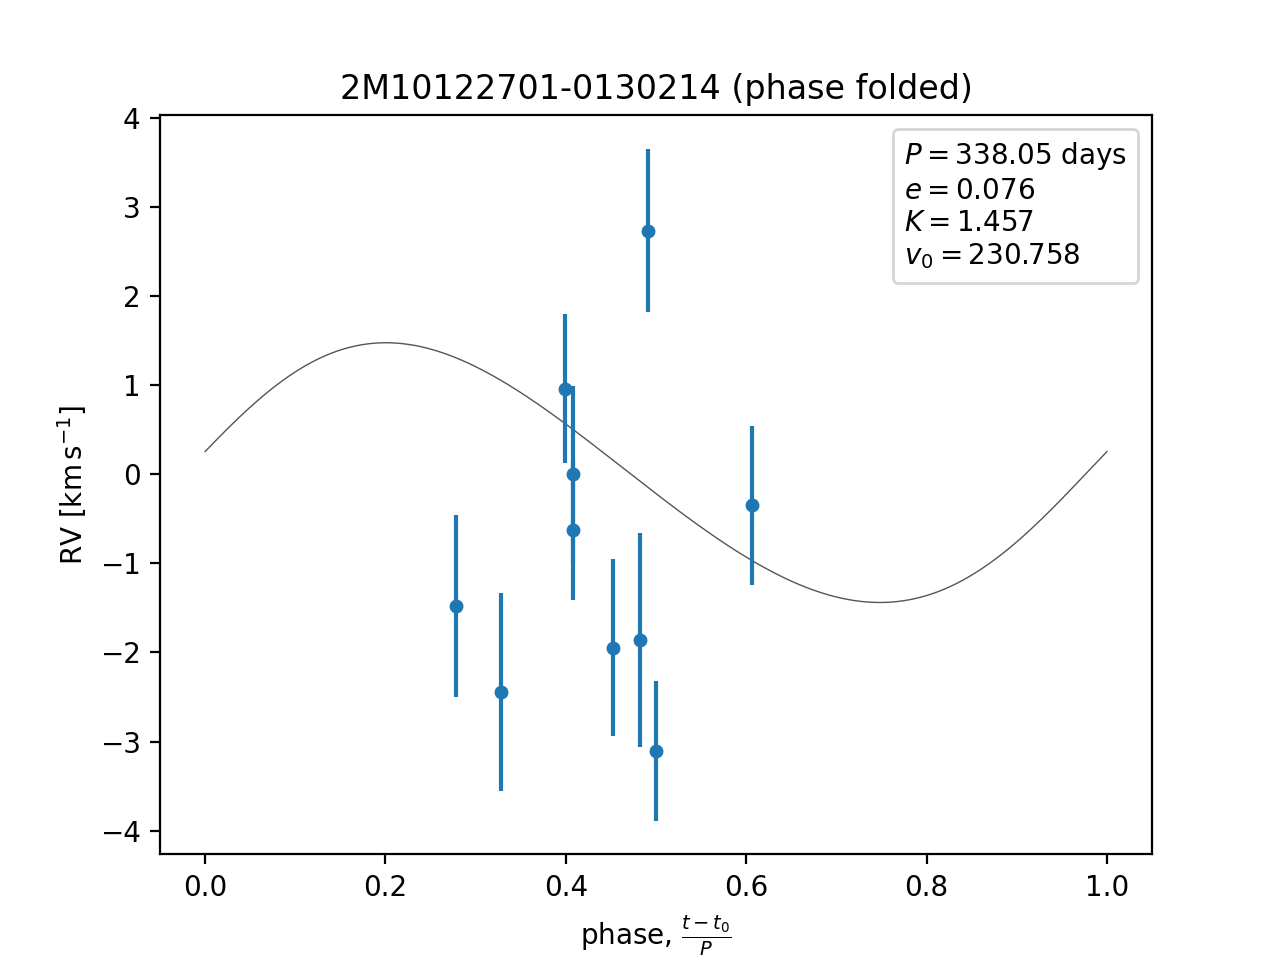 2M10122701-0130214 (phase folded)
P = 338.05 days
e = 0.076
K = 1.457
v₀ = 230.758
4
3
2
1
0
−1
−2
−3
−4
RV [km s⁻¹]
0.0 0.2 0.4 0.6 0.8 1.0
phase, (t − t₀)/P